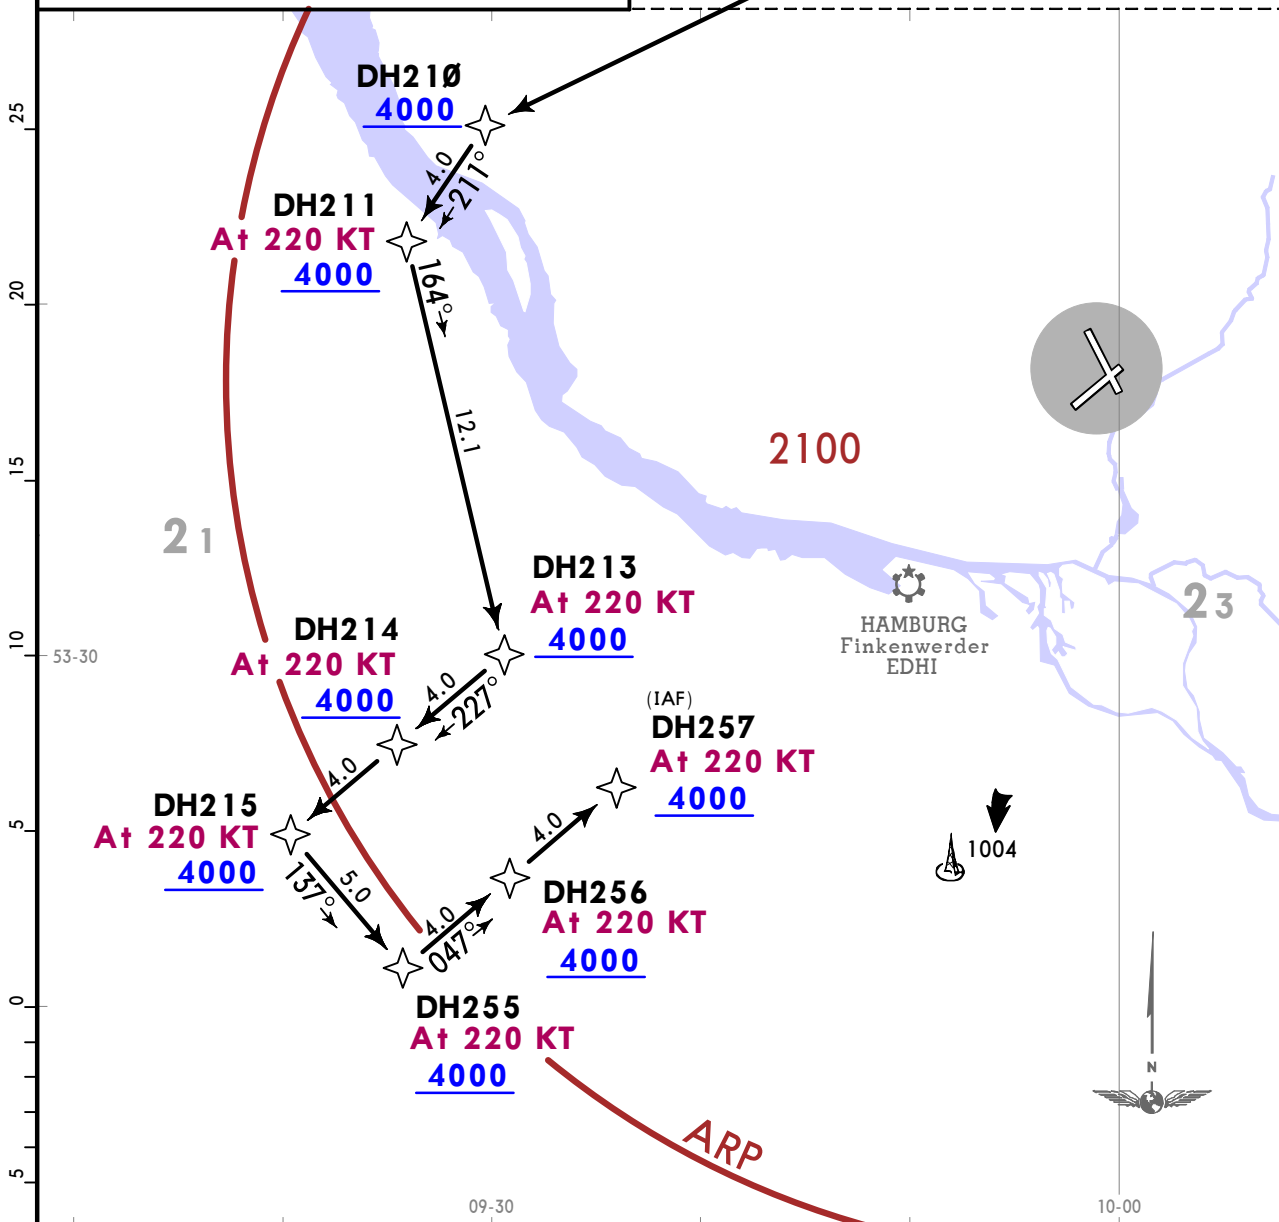 DH210
4000
4.0
211°
DH211
At 220 KT
4000
164°
12.1
2100
21
DH213
At 220 KT
4000
DH214
At 220 KT
4000
4.0
227°
HAMBURG
Finkenwerder
EDHI
23
(IAF)
DH257
At 220 KT
4000
4.0
DH215
At 220 KT
4000
137°
5.0
4.0
1004
DH256
At 220 KT
4000
4.0
047°
DH255
At 220 KT
4000
ARP
N
25
20
15
10
5
0
5
53-30
09-30
10-00